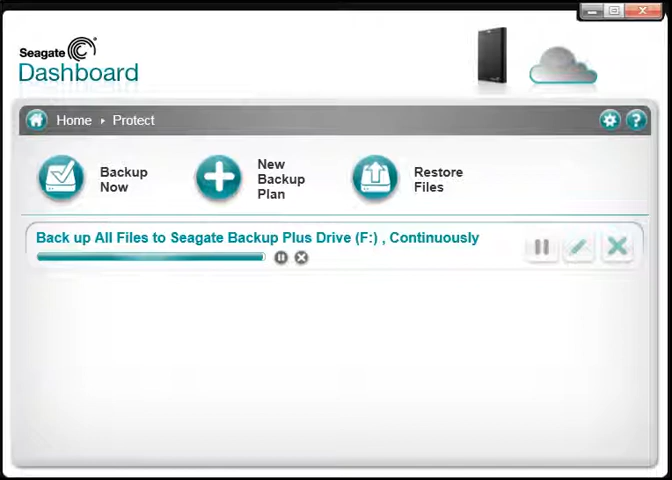 Seagate
Dashboard
Home ▸ Protect
Backup
Now
New
Backup
Plan
Restore
Files
Back up All Files to Seagate Backup Plus Drive (F:) , Continuously